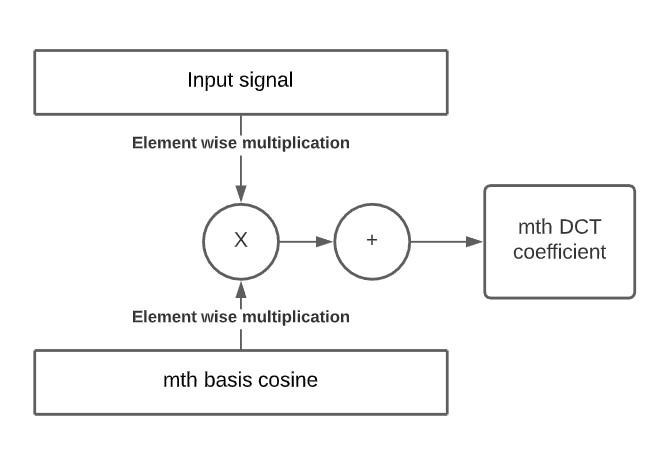 Input signal
Element wise multiplication
X
+
mth DCT
coefficient
Element wise multiplication
mth basis cosine